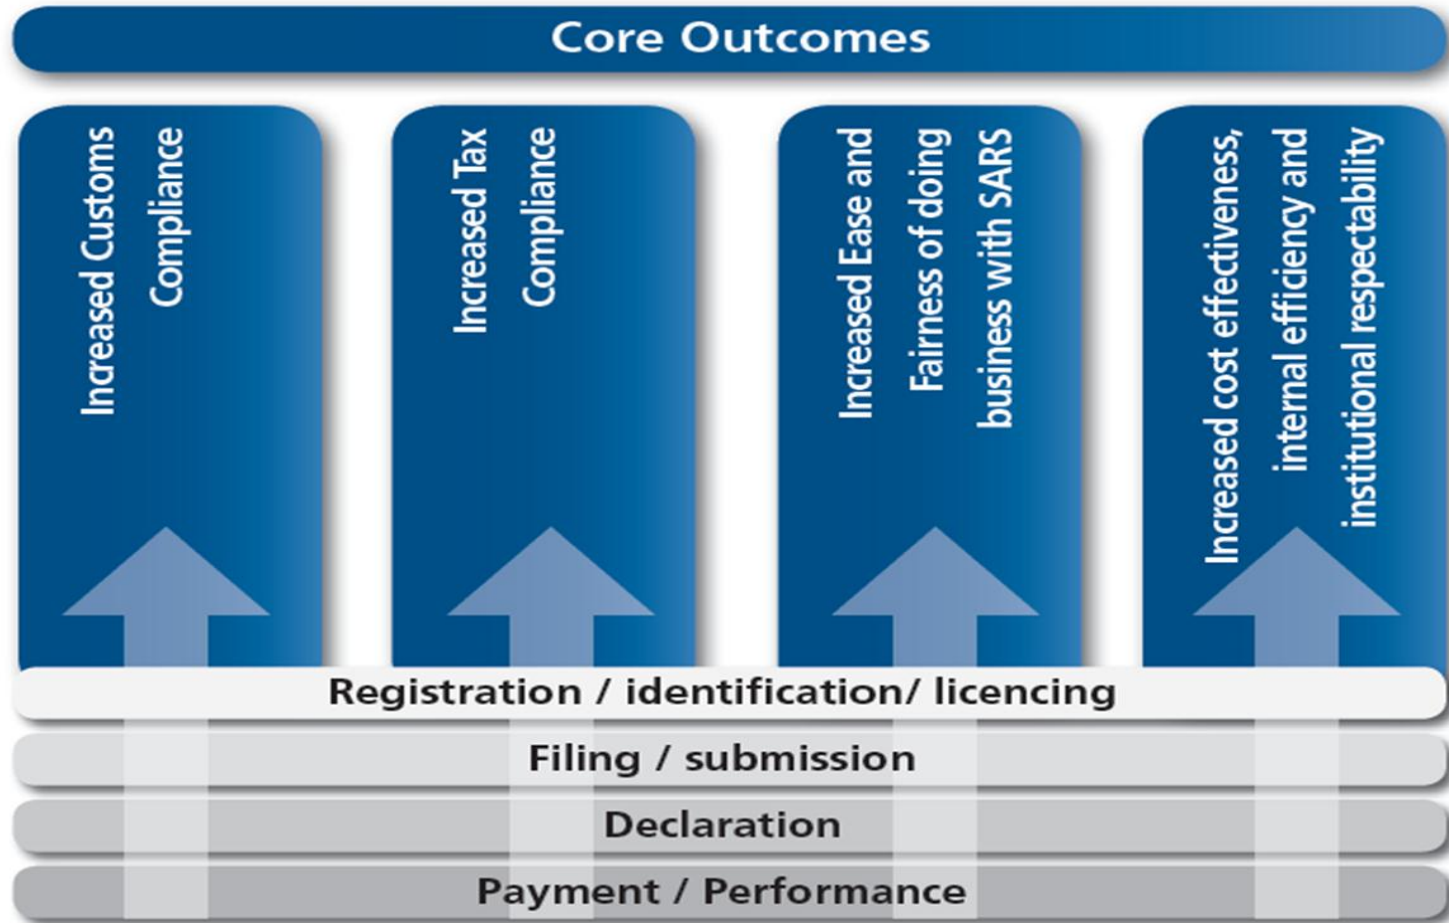 Core Outcomes
Increased Customs
Compliance
Increased Tax
Compliance
Increased Ease and
Fairness of doing
business with SARS
Increased cost effectiveness,
internal efficiency and
institutional respectability
Registration / identification/ licencing
Filing / submission
Declaration
Payment / Performance